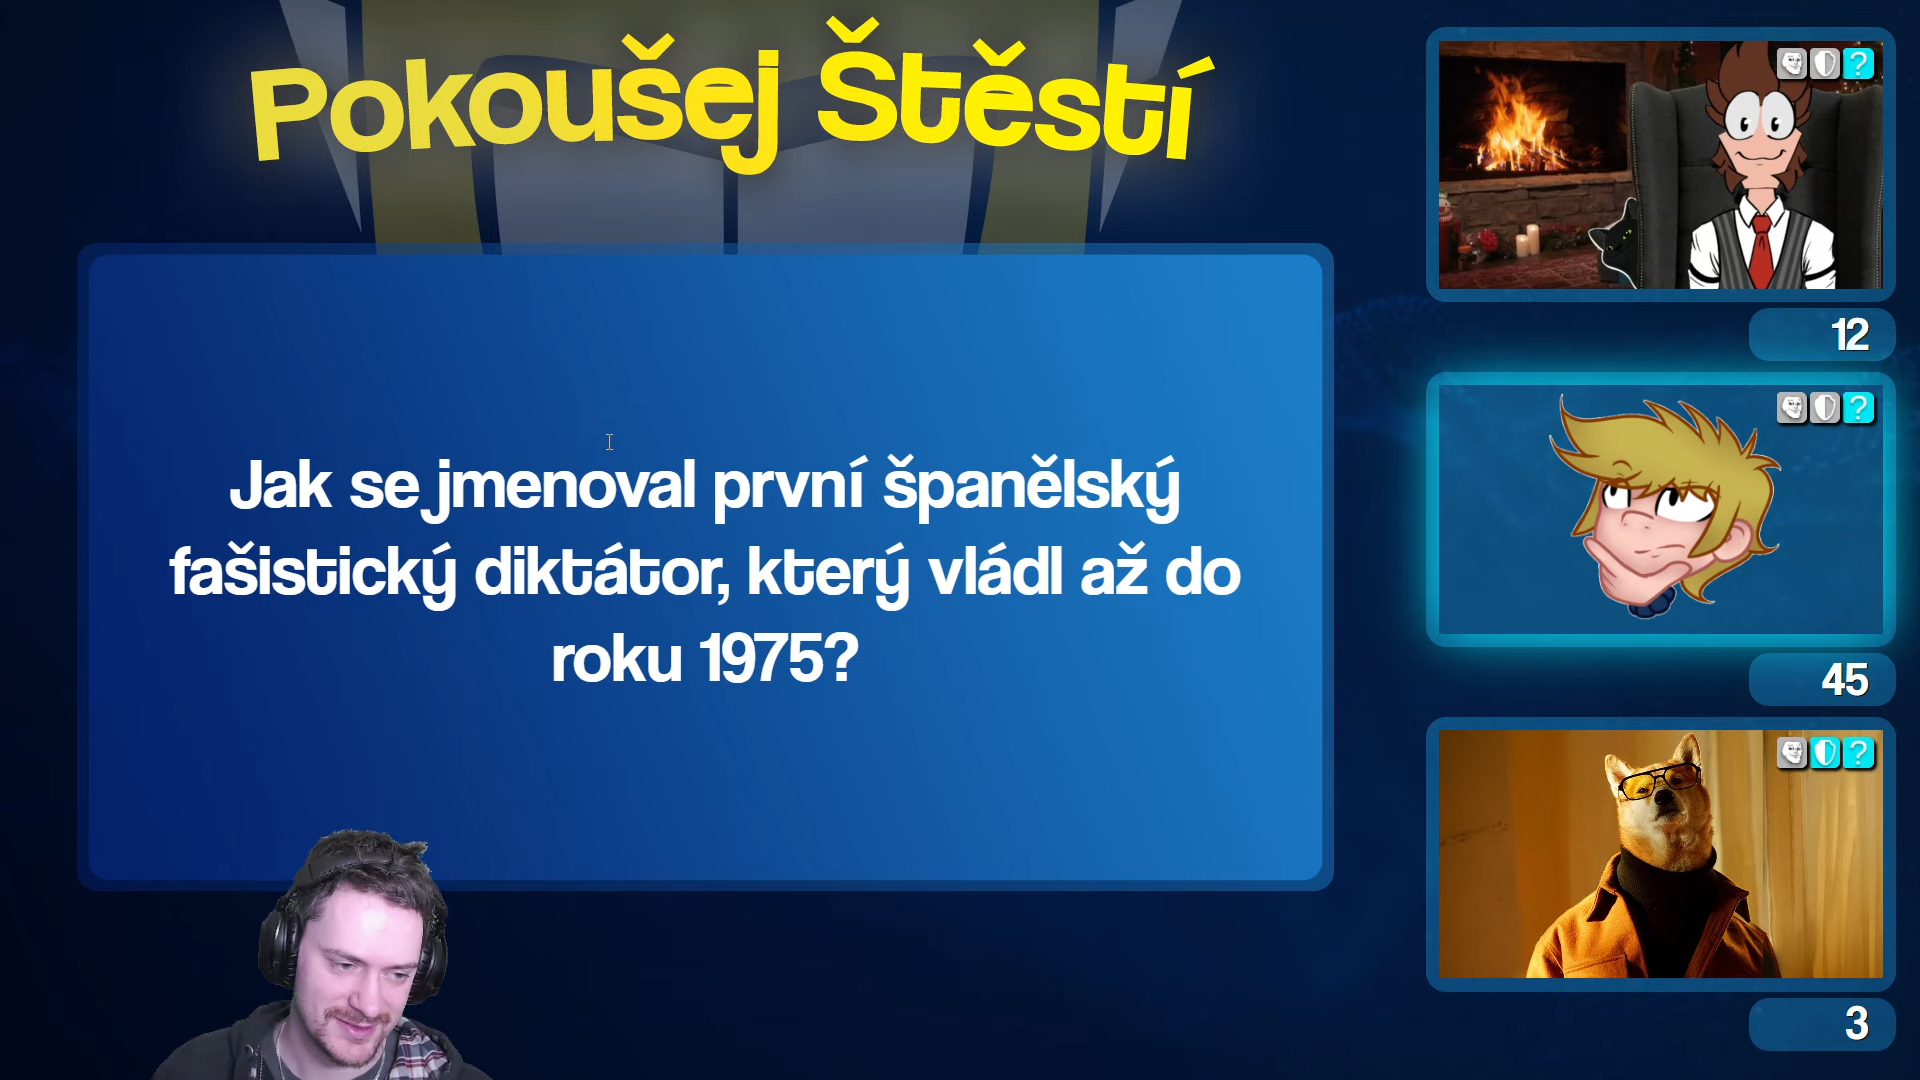 Pokoušej Štěstí
Jak se jmenoval první španělský
fašistický diktátor, který vládl až do
roku 1975?
?
12
?
45
?
3